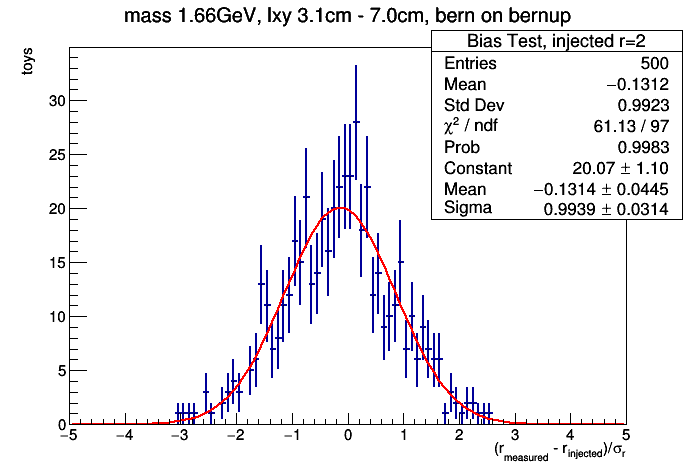 mass 1.66GeV, lxy 3.1cm - 7.0cm, bern on bernup
toys
Bias Test, injected r=2
Entries 500
Mean −0.1312
Std Dev 0.9923
χ² / ndf 61.13 / 97
Prob 0.9983
Constant 20.07 ± 1.10
Mean −0.1314 ± 0.0445
Sigma 0.9939 ± 0.0314
30
25
20
15
10
5
0
−5 −4 −3 −2 −1 0 1 2 3 4 5
(r_measured - r_injected)/σ_r